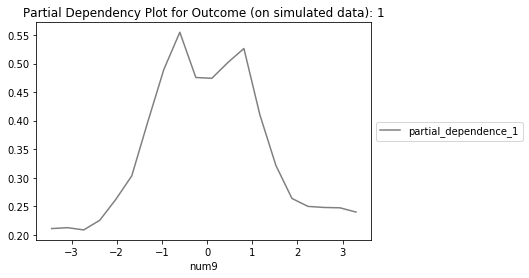 Partial Dependency Plot for Outcome (on simulated data): 1
0.55
0.50
0.45
0.40
0.35
0.30
0.25
0.20
partial_dependence_1
−3 −2 −1 0 1 2 3
num9